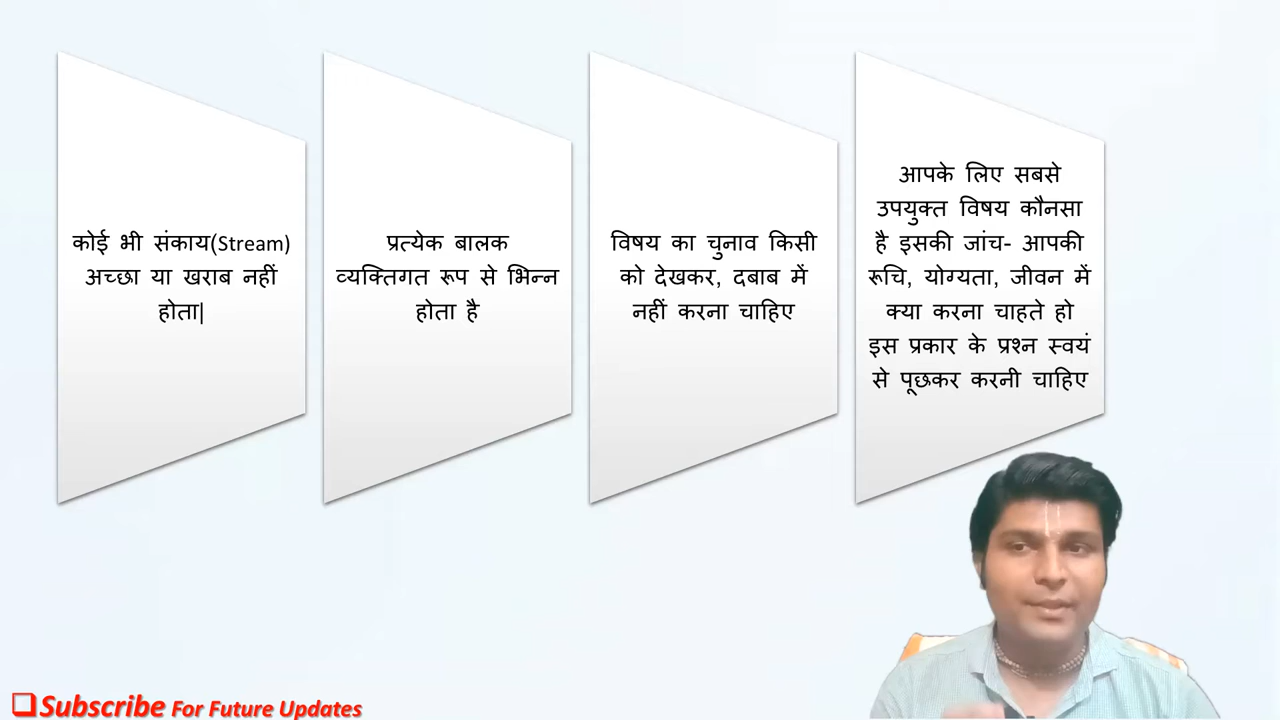 कोई भी संकाय(Stream)
अच्छा या खराब नहीं
होता|
प्रत्येक बालक
व्यक्तिगत रूप से भिन्न
होता है
विषय का चुनाव किसी
को देखकर, दबाब में
नहीं करना चाहिए
आपके लिए सबसे
उपयुक्त विषय कौनसा
है इसकी जांच- आपकी
रूचि, योग्यता, जीवन में
क्या करना चाहते हो
इस प्रकार के प्रश्न स्वयं
से पूछकर करनी चाहिए
Subscribe For Future Updates